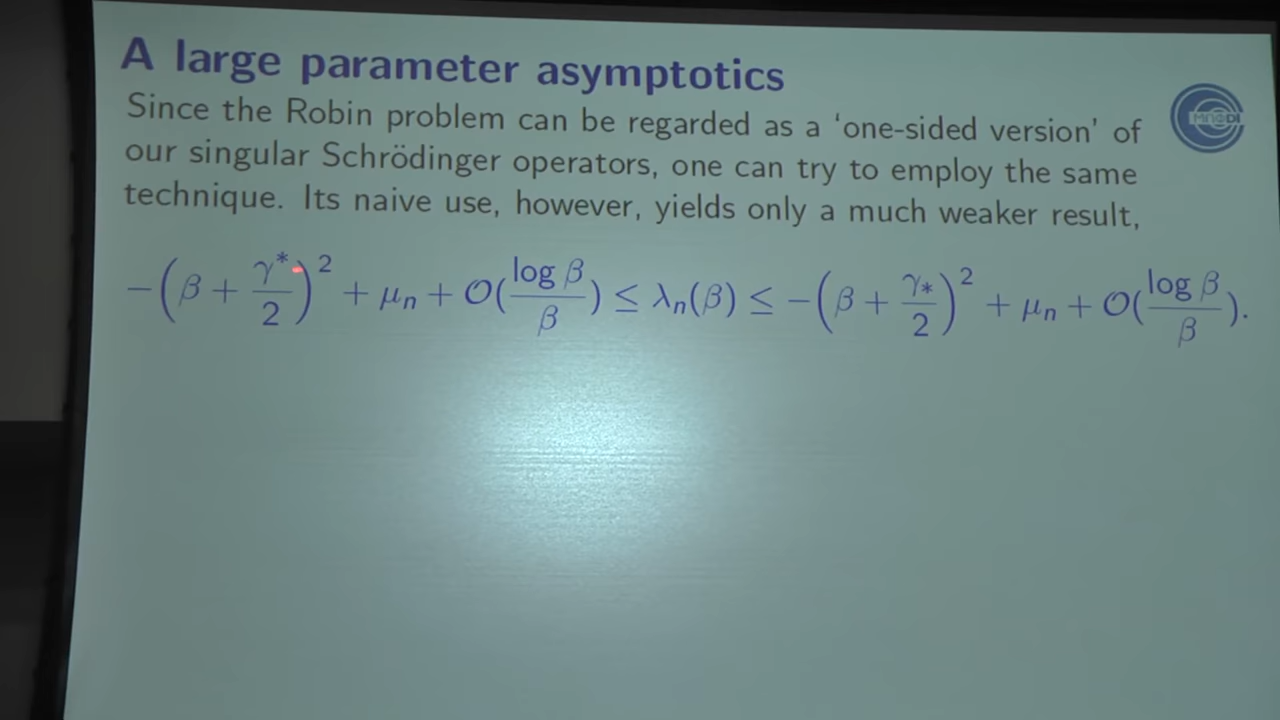 A large parameter asymptotics
Since the Robin problem can be regarded as a 'one-sided version' of
our singular Schrödinger operators, one can try to employ the same
technique. Its naive use, however, yields only a much weaker result,
−(β + γ*/2)² + μₙ + O(log β/β) ≤ λₙ(β) ≤ −(β + γ∗/2)² + μₙ + O(log β/β).